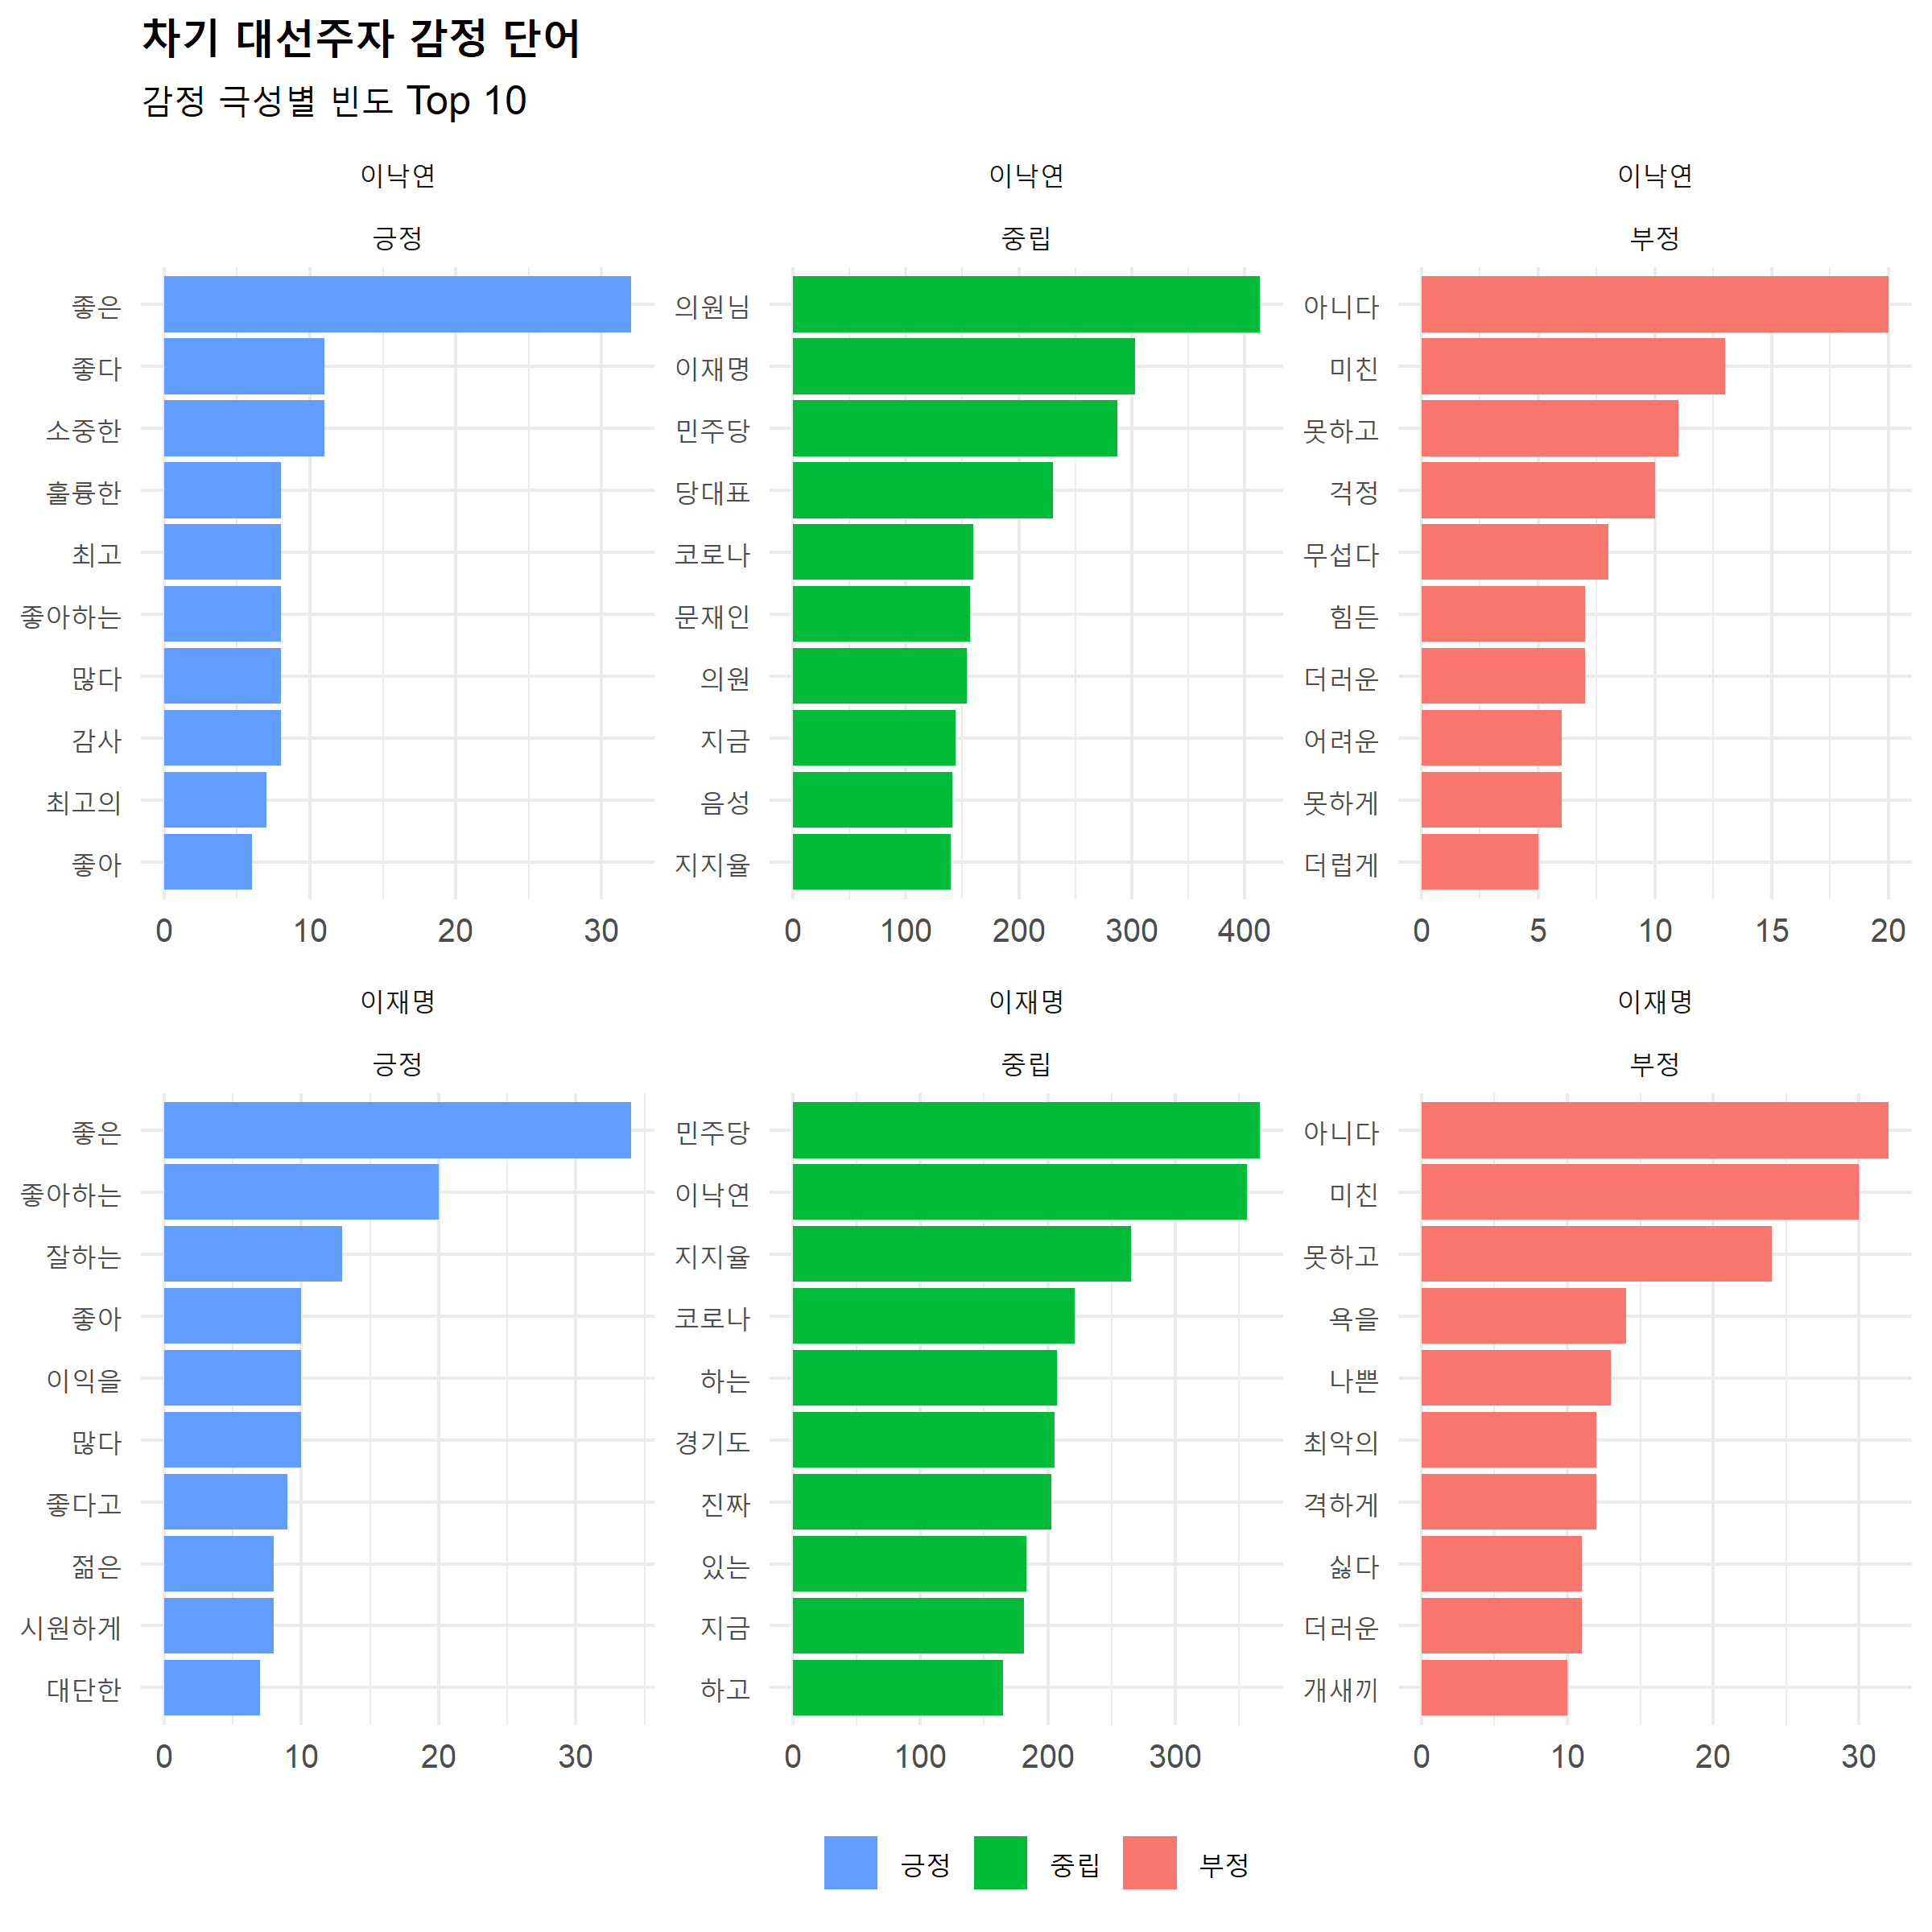 차기 대선주자 감정 단어
감정 극성별 빈도 Top 10
이낙연
긍정
좋은
좋다
소중한
훌륭한
최고
좋아하는
많다
감사
최고의
좋아
0 10 20 30
이낙연
중립
의원님
이재명
민주당
당대표
코로나
문재인
의원
지금
음성
지지율
0 100 200 300 400
이낙연
부정
아니다
미친
못하고
걱정
무섭다
힘든
더러운
어려운
못하게
더럽게
0 5 10 15 20
이재명
긍정
좋은
좋아하는
잘하는
좋아
이익을
많다
좋다고
젊은
시원하게
대단한
0 10 20 30
이재명
중립
민주당
이낙연
지지율
코로나
하는
경기도
진짜
있는
지금
하고
0 100 200 300
이재명
부정
아니다
미친
못하고
욕을
나쁜
최악의
격하게
싫다
더러운
개새끼
0 10 20 30
긍정 중립 부정